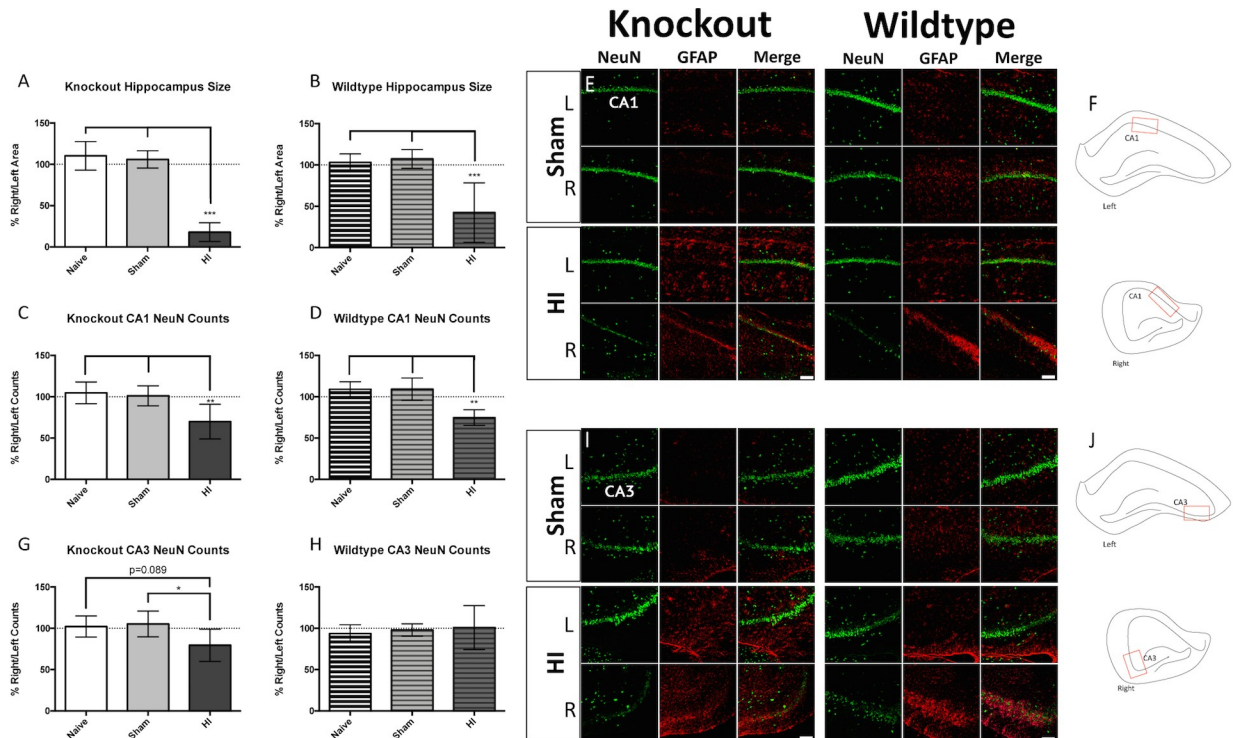 Knockout Wildtype
NeuN GFAP Merge NeuN GFAP Merge
A Knockout Hippocampus Size
% Right/Left Area
150
100
50
0
***
Naive Sham HI
B Wildtype Hippocampus Size
% Right/Left Area
150
100
50
0
***
Naive Sham HI
C Knockout CA1 NeuN Counts
% Right/Left Counts
150
100
50
0
**
Naive Sham HI
D Wildtype CA1 NeuN Counts
% Right/Left Counts
150
100
50
0
**
Naive Sham HI
E
CA1
Sham
L
R
HI
L
R
F
CA1
Left
CA1
Right
G Knockout CA3 NeuN Counts
% Right/Left Counts
p=0.089
*
150
100
50
0
Naive Sham HI
H Wildtype CA3 NeuN Counts
% Right/Left Counts
150
100
50
0
Naive Sham HI
I
CA3
Sham
L
R
HI
L
R
J
CA3
Left
CA3
Right